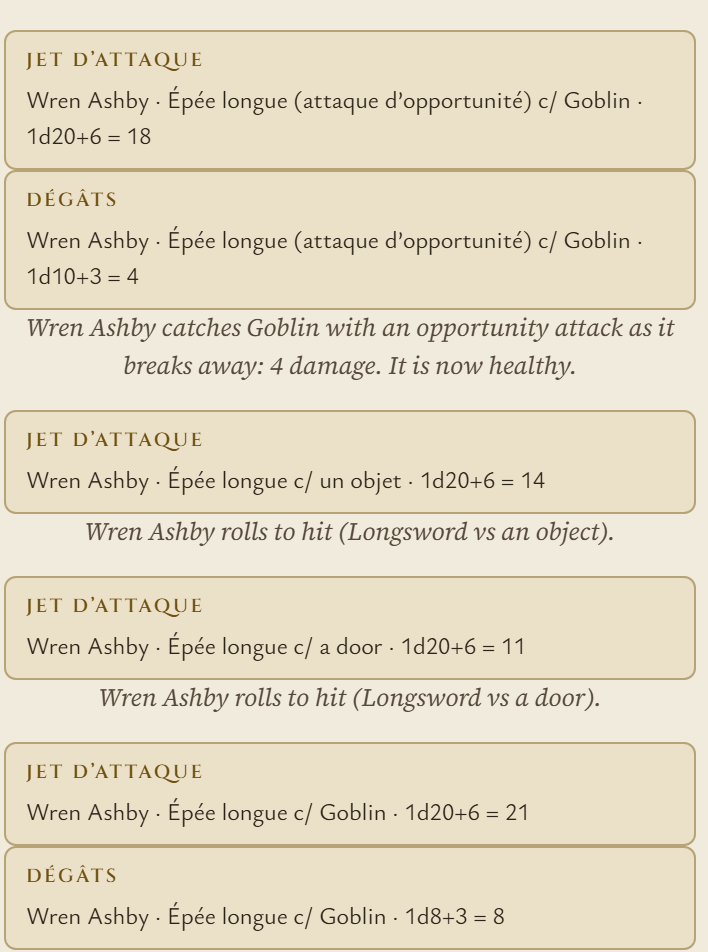 JET D’ATTAQUE
Wren Ashby · Épée longue (attaque d’opportunité) c/ Goblin ·
1d20+6 = 18
DÉGÂTS
Wren Ashby · Épée longue (attaque d’opportunité) c/ Goblin ·
1d10+3 = 4
Wren Ashby catches Goblin with an opportunity attack as it
breaks away: 4 damage. It is now healthy.
JET D’ATTAQUE
Wren Ashby · Épée longue c/ un objet · 1d20+6 = 14
Wren Ashby rolls to hit (Longsword vs an object).
JET D’ATTAQUE
Wren Ashby · Épée longue c/ a door · 1d20+6 = 11
Wren Ashby rolls to hit (Longsword vs a door).
JET D’ATTAQUE
Wren Ashby · Épée longue c/ Goblin · 1d20+6 = 21
DÉGÂTS
Wren Ashby · Épée longue c/ Goblin · 1d8+3 = 8